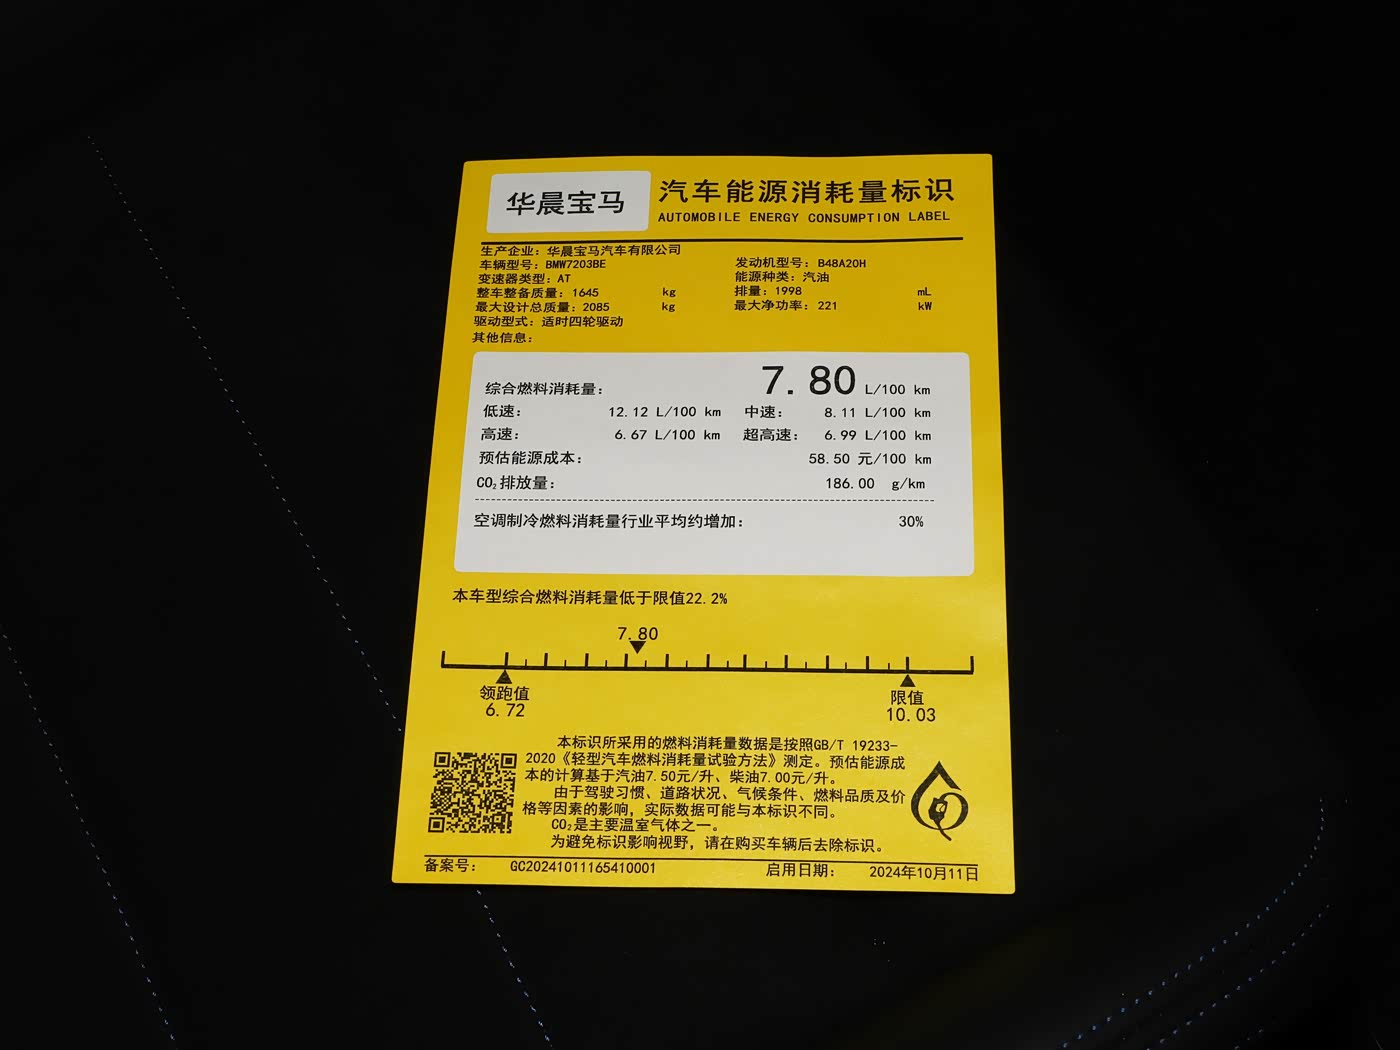 华晨宝马
汽车能源消耗量标识
AUTOMOBILE ENERGY CONSUMPTION LABEL
生产企业: 华晨宝马汽车有限公司
车辆型号: BMW7203BE
发动机型号: B48A20H
变速器类型: AT
能源种类: 汽油
整车整备质量: 1645 kg
排量: 1998 mL
最大设计总质量: 2085 kg
最大净功率: 221 kW
驱动型式: 适时四轮驱动
其他信息:
综合燃料消耗量: 7.80 L/100 km
低速: 12.12 L/100 km 中速: 8.11 L/100 km
高速: 6.67 L/100 km 超高速: 6.99 L/100 km
预估能源成本: 58.50 元/100 km
CO₂排放量: 186.00 g/km
空调制冷燃料消耗量行业平均约增加: 30%
本车型综合燃料消耗量低于限值22.2%
7.80
领跑值
6.72
限值
10.03
本标识所采用的燃料消耗量数据是按照GB/T 19233-
2020《轻型汽车燃料消耗量试验方法》测定。预估能源成
本的计算基于汽油7.50元/升、柴油7.00元/升。
由于驾驶习惯、道路状况、气候条件、燃料品质及价
格等因素的影响, 实际数据可能与本标识不同。
CO₂是主要温室气体之一。
为避免标识影响视野, 请在购买车辆后去除标识。
备案号: GC20241011165410001 启用日期: 2024年10月11日